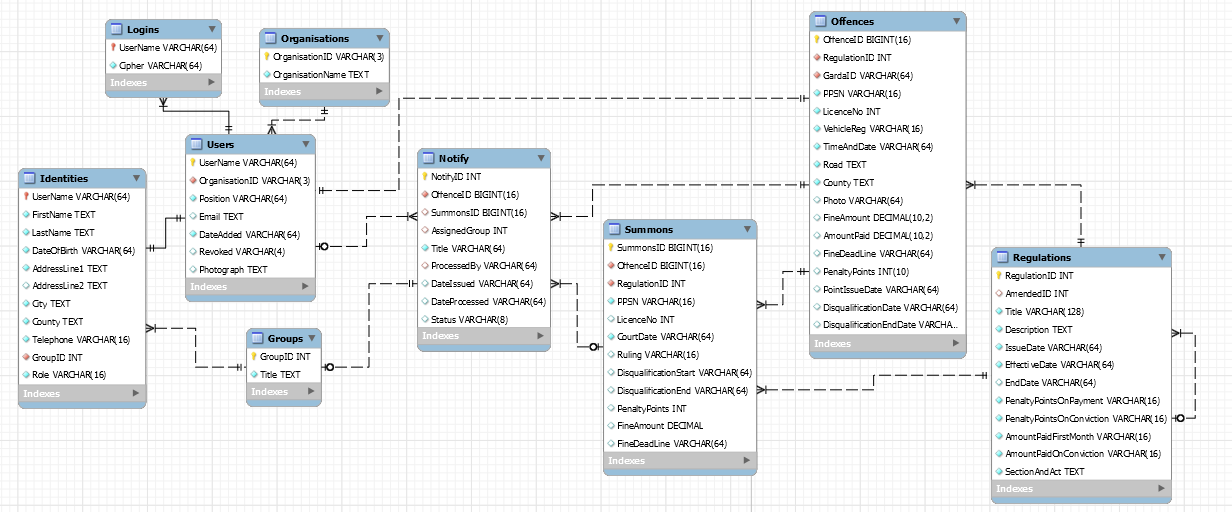 Logins
UserName VARCHAR(64)
Cipher VARCHAR(64)
Indexes
Organisations
OrganisationID VARCHAR(3)
OrganisationName TEXT
Indexes
Users
UserName VARCHAR(64)
OrganisationID VARCHAR(3)
Position VARCHAR(64)
Email TEXT
DateAdded VARCHAR(64)
Revoked VARCHAR(4)
Photograph TEXT
Indexes
Identities
UserName VARCHAR(64)
FirstName TEXT
LastName TEXT
DateOfBirth VARCHAR(64)
AddressLine1 TEXT
AddressLine2 TEXT
City TEXT
County TEXT
Telephone VARCHAR(16)
GroupID INT
Role VARCHAR(16)
Indexes
Groups
GroupID INT
Title TEXT
Indexes
Notify
NotifyID INT
OffenceID BIGINT(16)
SummonsID BIGINT(16)
AssignedGroup INT
Title VARCHAR(64)
ProcessedBy VARCHAR(64)
DateIssued VARCHAR(64)
DateProcessed VARCHAR(64)
Status VARCHAR(8)
Indexes
Summons
SummonsID BIGINT(16)
OffenceID BIGINT(16)
RegulationID INT
PPSN VARCHAR(16)
LicenceNo INT
CourtDate VARCHAR(64)
Ruling VARCHAR(16)
DisqualificationStart VARCHAR(64)
DisqualificationEnd VARCHAR(64)
PenaltyPoints INT
FineAmount DECIMAL
FineDeadLine VARCHAR(64)
Indexes
Offences
OffenceID BIGINT(16)
RegulationID INT
GardaID VARCHAR(64)
PPSN VARCHAR(16)
LicenceNo INT
VehicleReg VARCHAR(16)
TimeAndDate VARCHAR(64)
Road TEXT
County TEXT
Photo VARCHAR(64)
FineAmount DECIMAL(10,2)
AmountPaid DECIMAL(10,2)
FineDeadLine VARCHAR(64)
PenaltyPoints INT(10)
PointIssueDate VARCHAR(64)
DisqualificationDate VARCHAR(64)
DisqualificationEndDate VARCHA...
Indexes
Regulations
RegulationID INT
AmendedID INT
Title VARCHAR(128)
Description TEXT
IssueDate VARCHAR(64)
EffectiveDate VARCHAR(64)
EndDate VARCHAR(64)
PenaltyPointsOnPayment VARCHAR(16)
PenaltyPointsOnConviction VARCHAR(16)
AmountPaidFirstMonth VARCHAR(16)
AmountPaidOnConviction VARCHAR(16)
SectionAndAct TEXT
Indexes